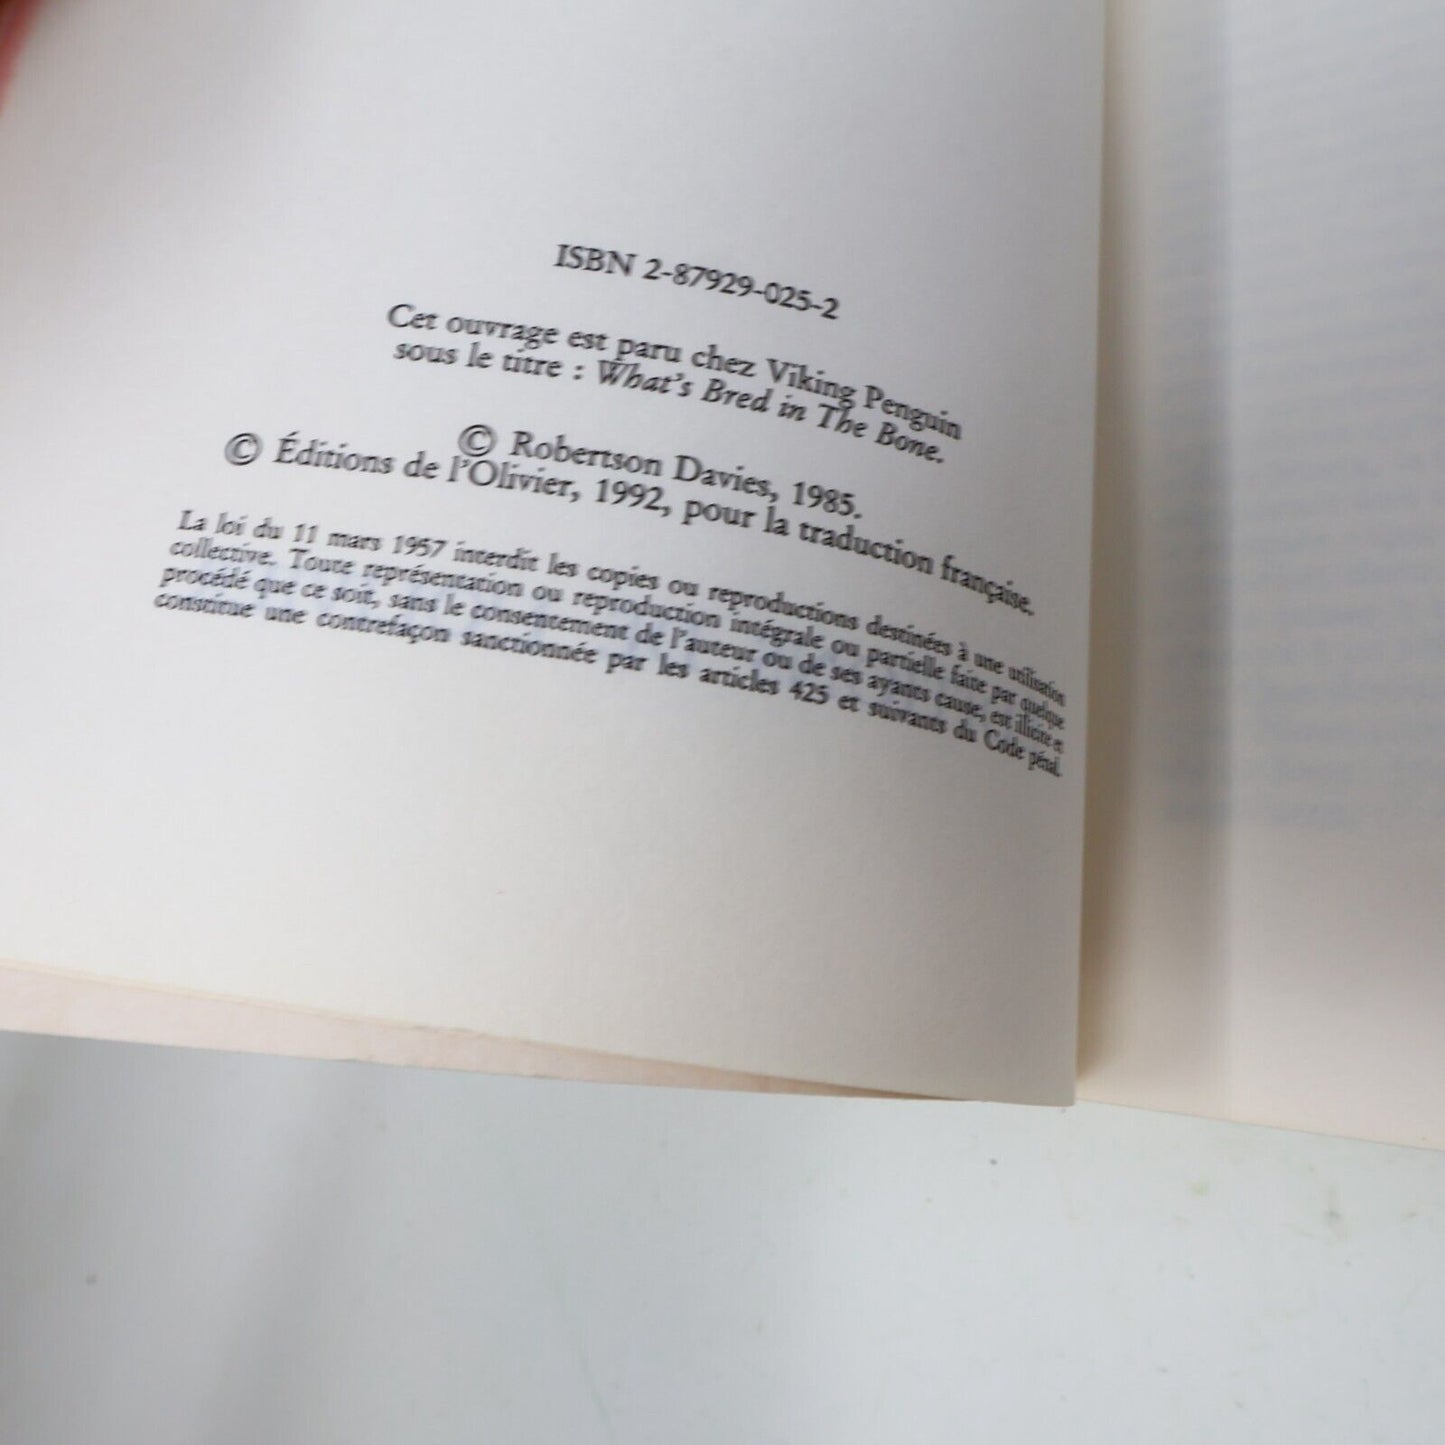 ISBN 2-87929-025-2
Cet ouvrage est paru chez Viking Penguin
sous le titre : What's Bred in The Bone.
© Robertson Davies, 1985.
© Éditions de l'Olivier, 1992, pour la traduction française.
La loi du 11 mars 1957 interdit les copies ou reproductions destinées à une utilisation
collective. Toute représentation ou reproduction intégrale ou partielle faite par quelque
procédé que ce soit, sans le consentement de l'auteur ou de ses ayants cause, est illicite et
constitue une contrefaçon sanctionnée par les articles 425 et suivants du Code pénal.